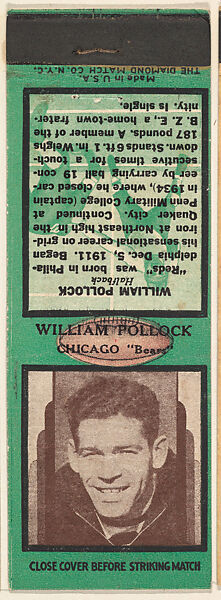 WILLIAM POLLOCK
Halfback
"Reds" was born in Phila-
delphia Dec. 5, 1911. Began
his sensational career on grid-
iron at Northeast high in the
Quaker city. Continued at
Penn Military College (captain
in 1934), where he closed car-
eer by carrying ball 19 con-
secutive times for a touch-
down. Stands 6 ft. 1 in. Weighs
187 pounds. A member of the
B. Z. E., a home-town frater-
nity. Is single.
THE DIAMOND MATCH CO. N.Y.C.
Made in U.S.A.
WILLIAM POLLOCK
CHICAGO "Bears"
CLOSE COVER BEFORE STRIKING MATCH